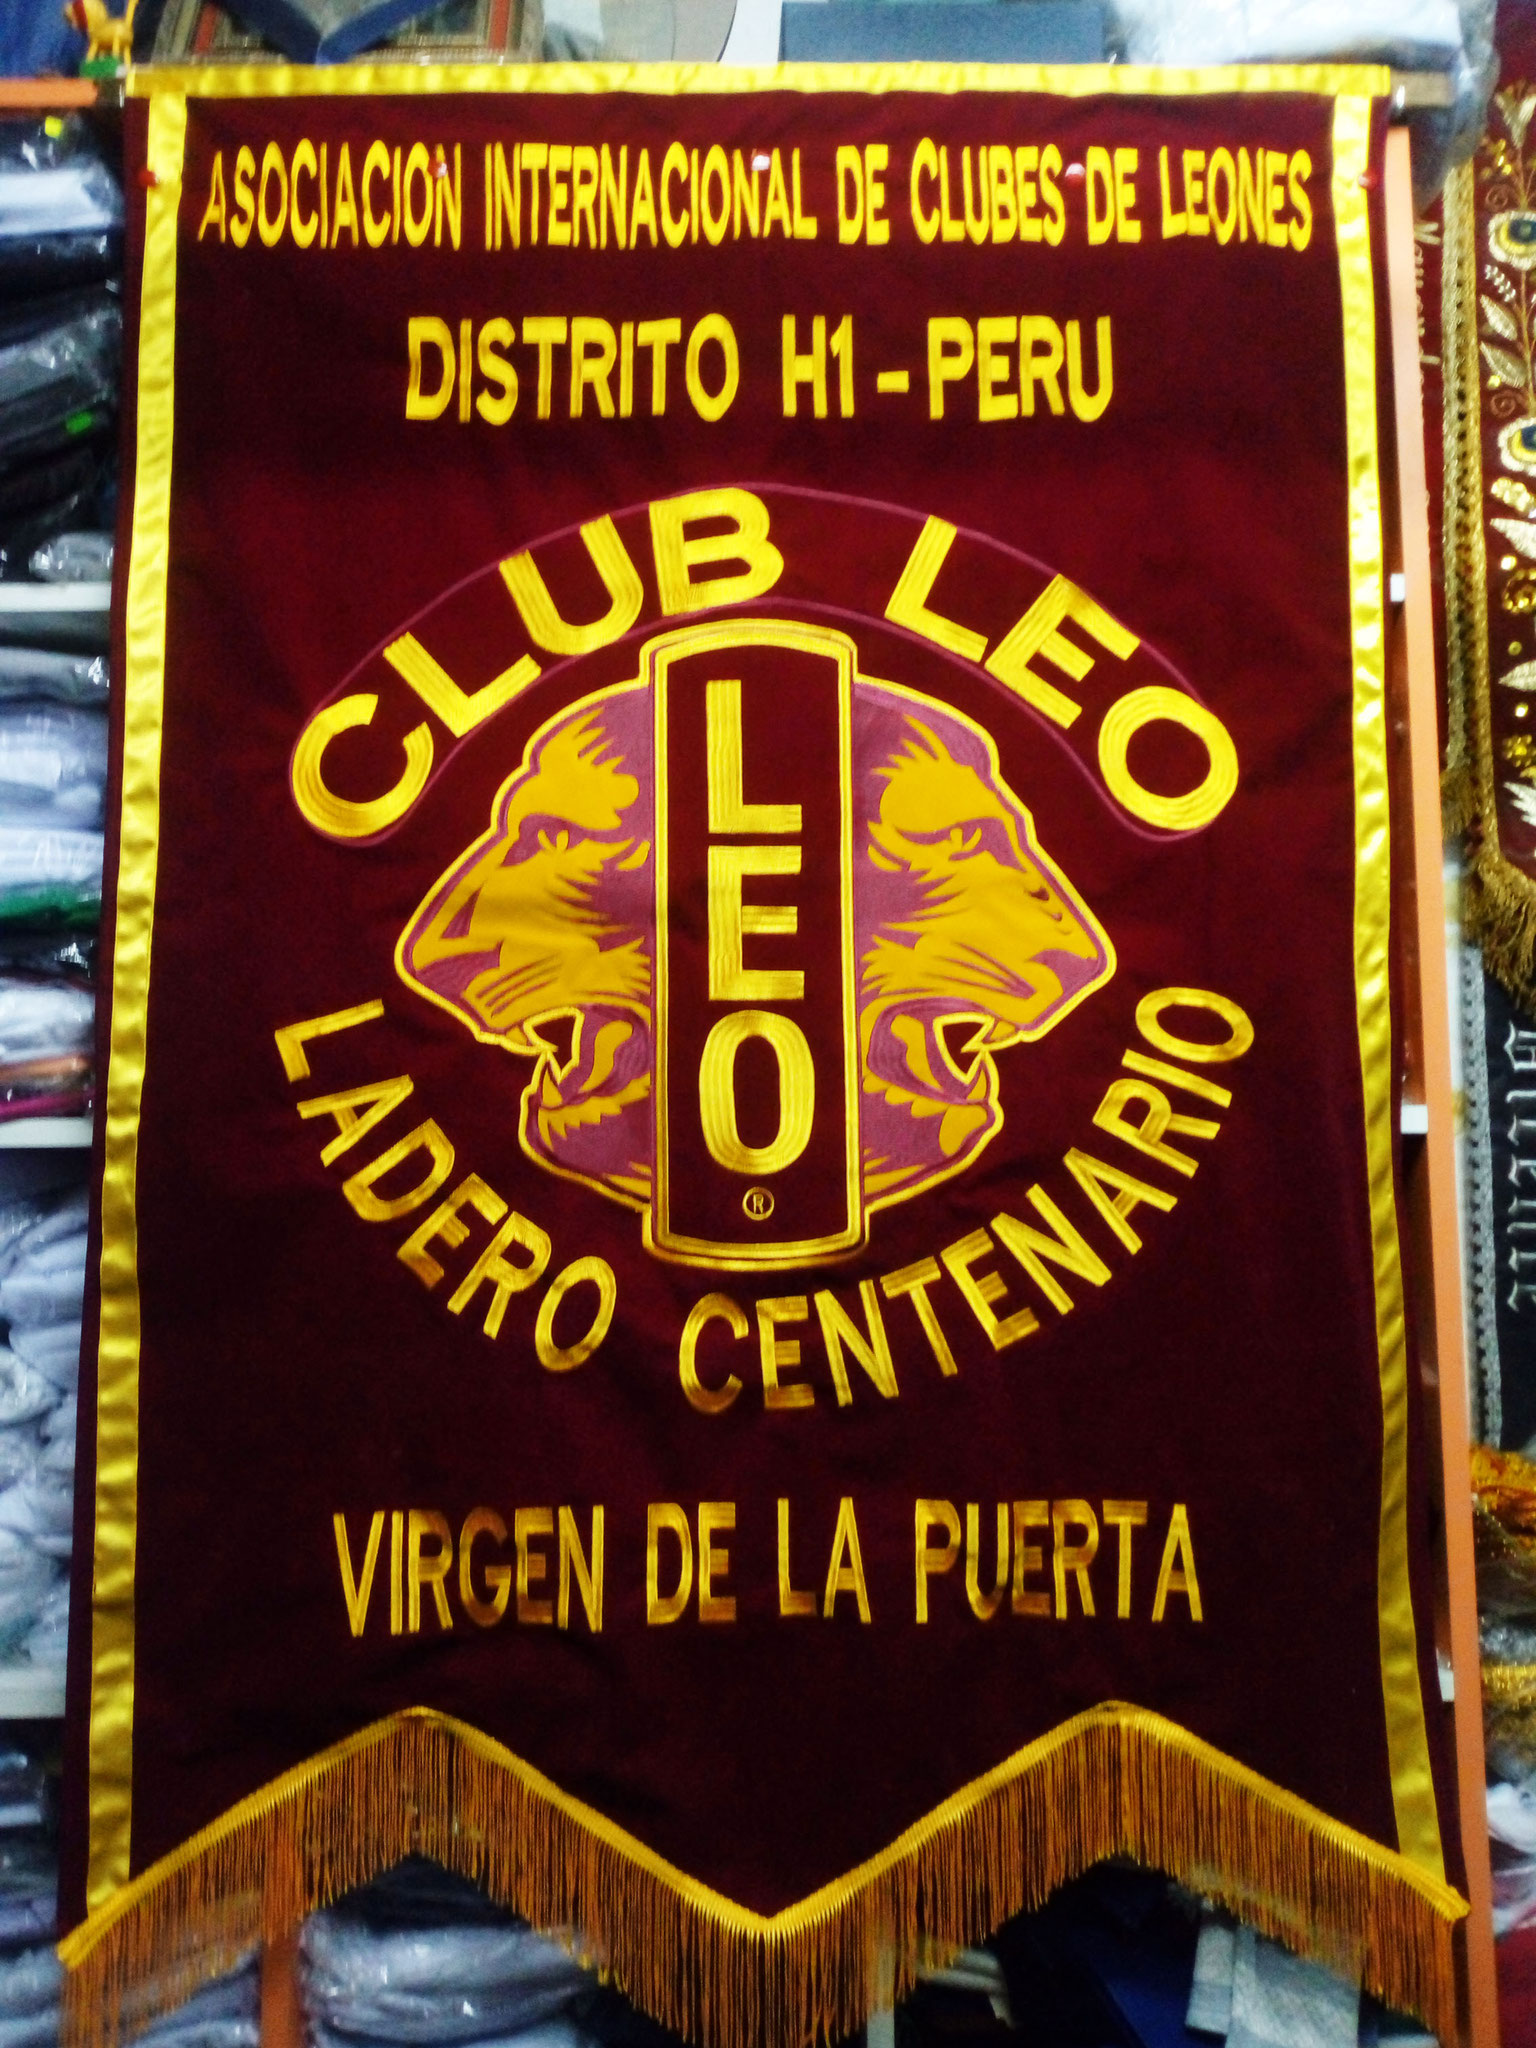 ASOCIACION INTERNACIONAL DE CLUBES DE LEONES
DISTRITO H1 - PERU
CLUB LEO
LEO
®
LADERO CENTENARIO
VIRGEN DE LA PUERTA